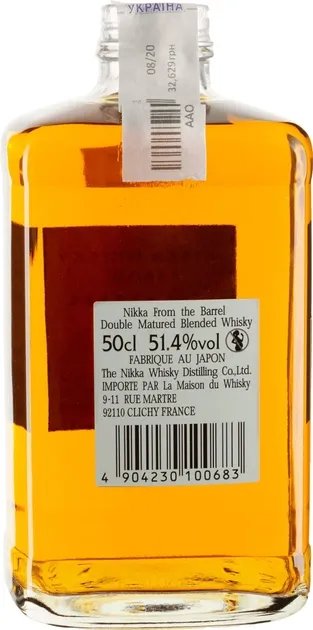 УКРАЇНА
08/20
32,629грн
ААО
Nikka From the Barrel
Double Matured Blended Whisky
50cl 51.4%vol
FABRIQUE AU JAPON
The Nikka Whisky Distilling Co.,Ltd.
IMPORTE PAR La Maison du Whisky
9-11 RUE MARTRE
92110 CLICHY FRANCE
4 904230 100683